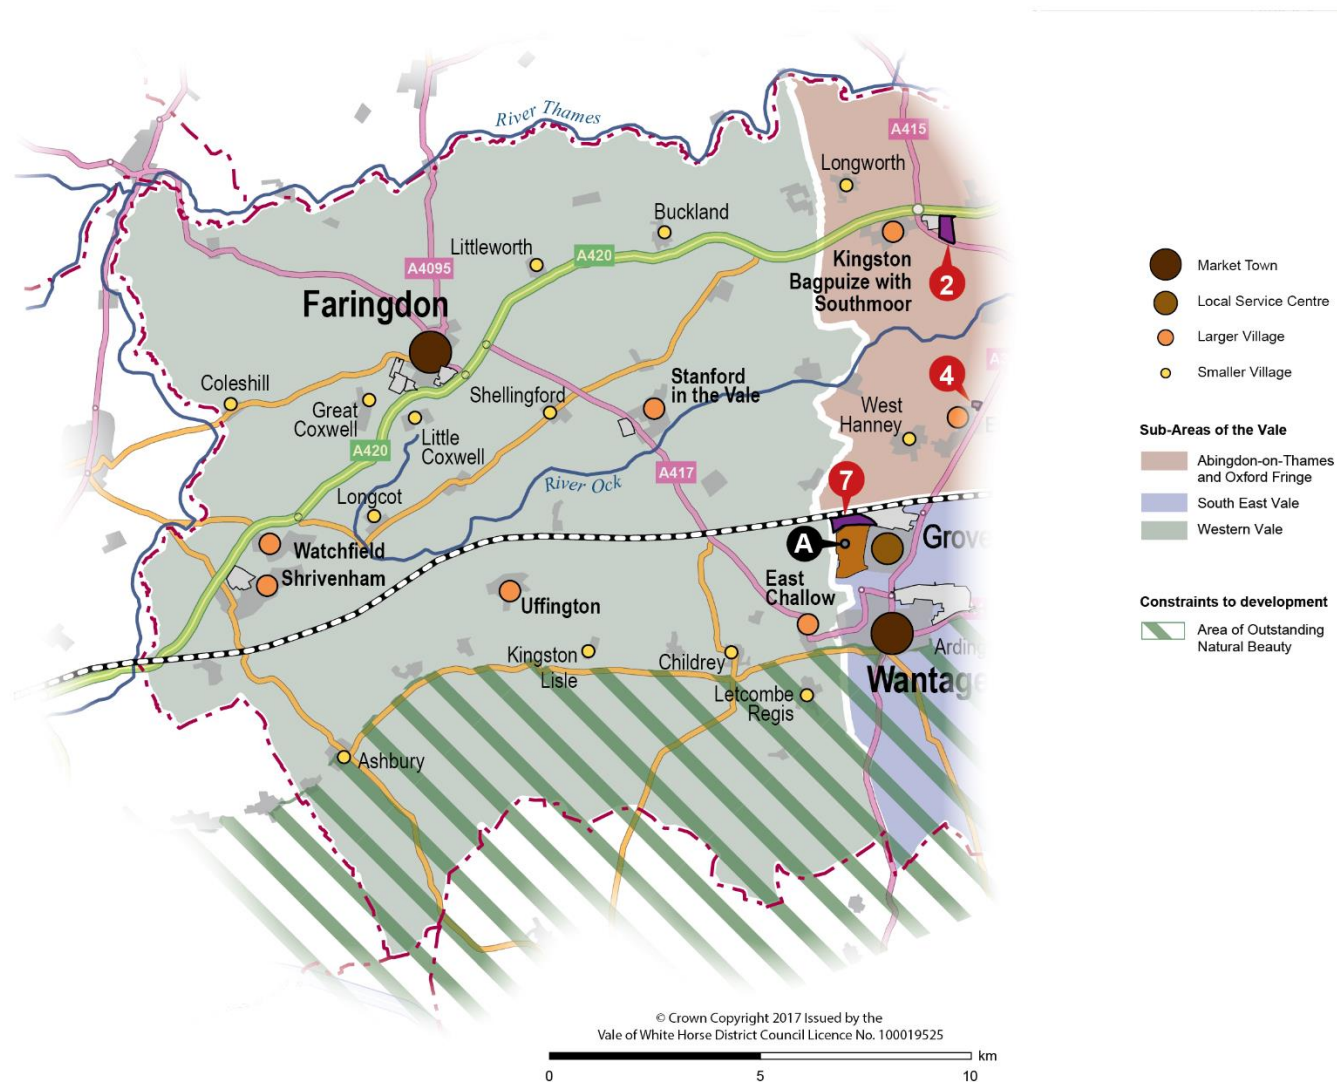 River Thames
A415
Longworth
Buckland
Littleworth
A420
A4095
Kingston
Bagpuize with
Southmoor
2
Faringdon
4
Coleshill
Great
Coxwell
Shellingford
Stanford
in the Vale
West
Hanney
Little
Coxwell
A420
A417
River Ock
7
Longcot
A
Grove
Watchfield
Shrivenham
Uffington
East
Challow
Kingston
Lisle
Childrey
Letcombe
Regis
Wantage
Ashbury
Market Town
Local Service Centre
Larger Village
Smaller Village
Sub-Areas of the Vale
Abingdon-on-Thames
and Oxford Fringe
South East Vale
Western Vale
Constraints to development
Area of Outstanding
Natural Beauty
© Crown Copyright 2017 Issued by the
Vale of White Horse District Council Licence No. 100019525
km
0 5 10